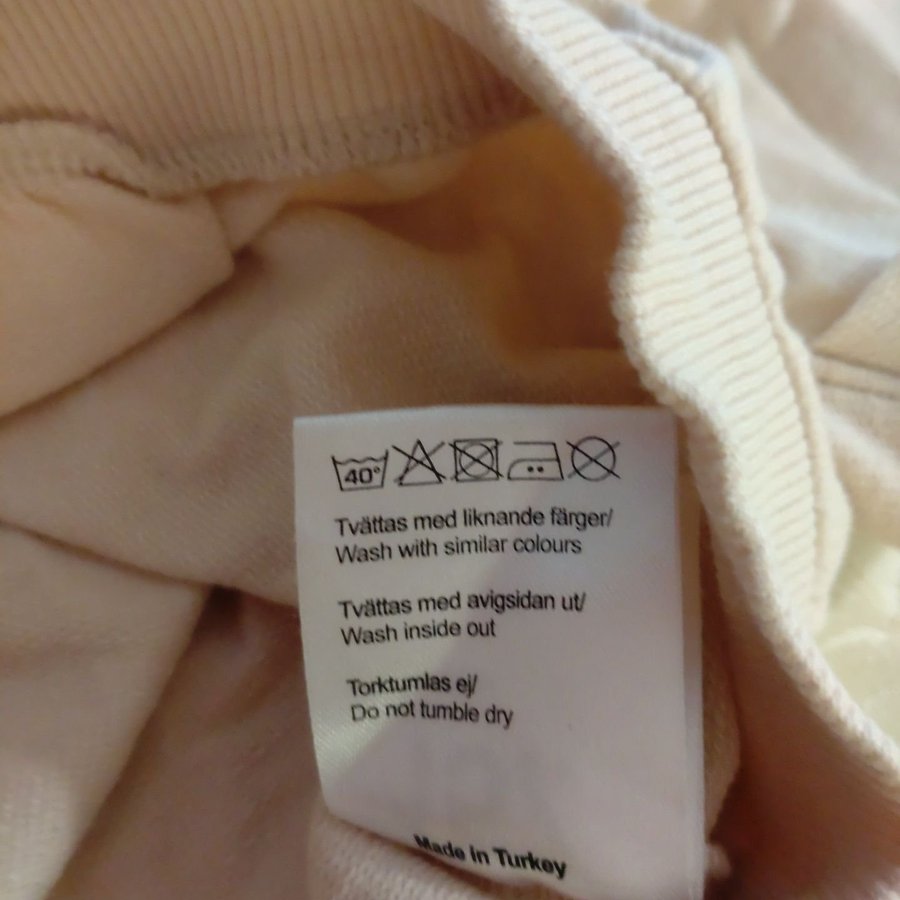 40°
Tvättas med liknande färger/
Wash with similar colours
Tvättas med avigsidan ut/
Wash inside out
Torktumlas ej/
Do not tumble dry
Made in Turkey